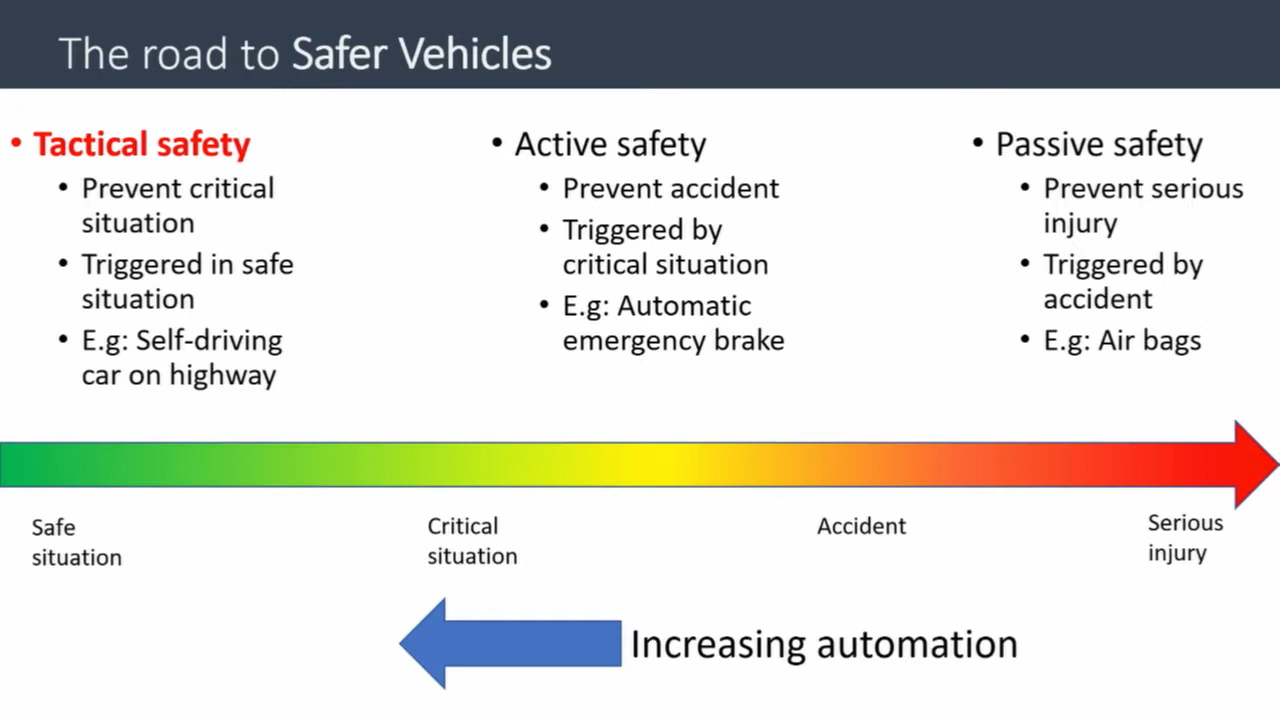 The road to Safer Vehicles
• Tactical safety
• Prevent critical
situation
• Triggered in safe
situation
• E.g: Self-driving
car on highway
• Active safety
• Prevent accident
• Triggered by
critical situation
• E.g: Automatic
emergency brake
• Passive safety
• Prevent serious
injury
• Triggered by
accident
• E.g: Air bags
Safe
situation
Critical
situation
Accident
Serious
injury
Increasing automation